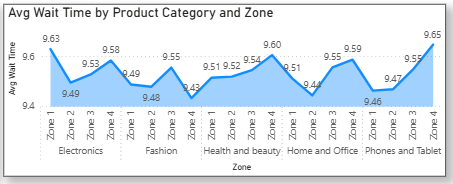 Avg Wait Time by Product Category and Zone
Avg Wait Time
9.6
9.4
9.63 9.49 9.53 9.58 9.49 9.48 9.55 9.43 9.51 9.52 9.54 9.60 9.51 9.44 9.55 9.59 9.46 9.47 9.55 9.65
Zone 1 Zone 2 Zone 3 Zone 4 Zone 1 Zone 2 Zone 3 Zone 4 Zone 1 Zone 2 Zone 3 Zone 4 Zone 1 Zone 2 Zone 3 Zone 4 Zone 1 Zone 2 Zone 3 Zone 4
Electronics Fashion Health and beauty Home and Office Phones and Tablet
Zone